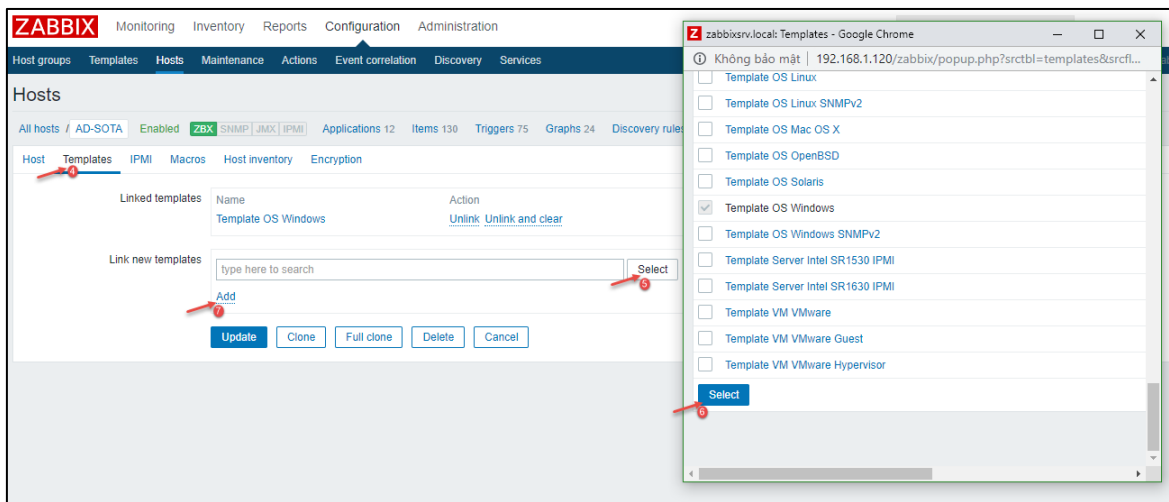 ZABBIX Monitoring Inventory Reports Configuration Administration
Host groups Templates Hosts Maintenance Actions Event correlation Discovery Services
Hosts
All hosts / AD-SOTA Enabled ZBX SNMP JMX IPMI Applications 12 Items 130 Triggers 75 Graphs 24 Discovery rules
Host Templates IPMI Macros Host inventory Encryption
4
Linked templates Name Action
Template OS Windows Unlink Unlink and clear
Link new templates type here to search Select
5
Add
7
Update Clone Full clone Delete Cancel
Z zabbixsrv.local: Templates - Google Chrome
Không bảo mật | 192.168.1.120/zabbix/popup.php?srctbl=templates&srcfl...
Template OS Linux
Template OS Linux SNMPv2
Template OS Mac OS X
Template OS OpenBSD
Template OS Solaris
Template OS Windows
Template OS Windows SNMPv2
Template Server Intel SR1530 IPMI
Template Server Intel SR1630 IPMI
Template VM VMware
Template VM VMware Guest
Template VM VMware Hypervisor
Select
6